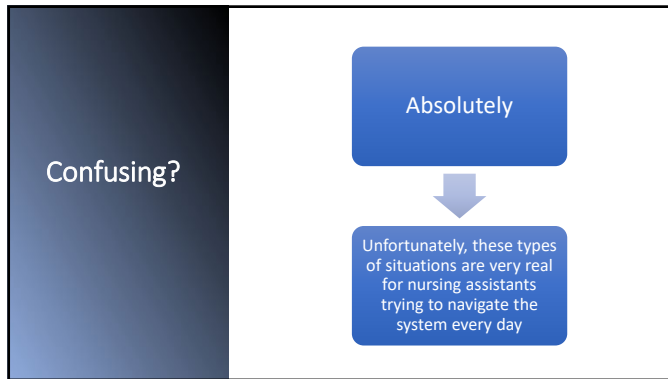 Confusing?
Absolutely
Unfortunately, these types
of situations are very real
for nursing assistants
trying to navigate the
system every day